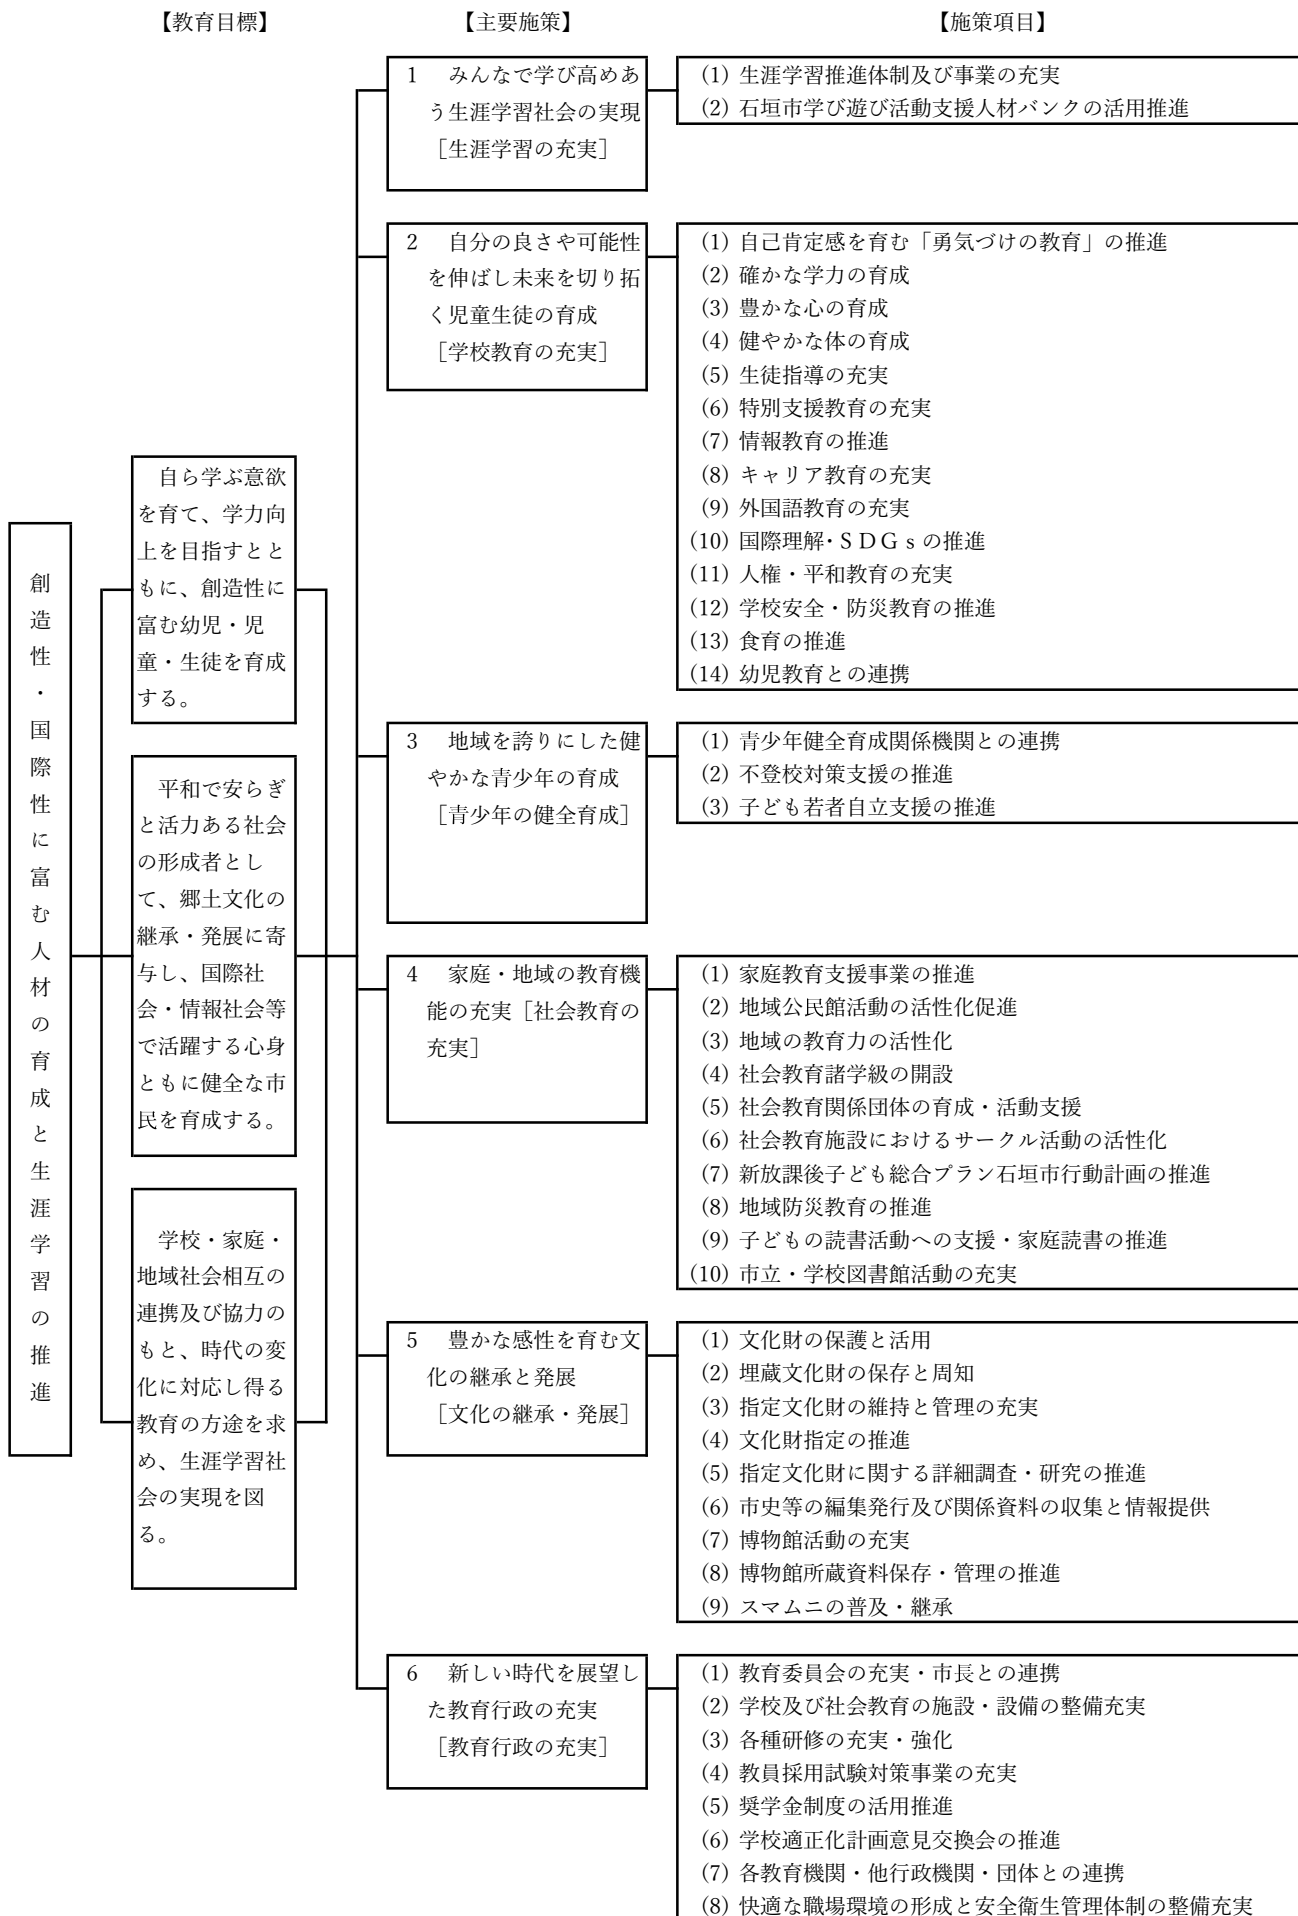 【教育目標】
【主要施策】
【施策項目】
創造性・国際性に富む人材の育成と生涯学習の推進
自ら学ぶ意欲
を育て、学力向
上を目指すとと
もに、創造性に
富む幼児・児
童・生徒を育成
する。
平和で安らぎ
と活力ある社会
の形成者とし
て、郷土文化の
継承・発展に寄
与し、国際社
会・情報社会等
で活躍する心身
ともに健全な市
民を育成する。
学校・家庭・
地域社会相互の
連携及び協力の
もと、時代の変
化に対応し得る
教育の方途を求
め、生涯学習社
会の実現を図
る。
1 みんなで学び高めあ
う生涯学習社会の実現
［生涯学習の充実］
(1) 生涯学習推進体制及び事業の充実
(2) 石垣市学び遊び活動支援人材バンクの活用推進
2 自分の良さや可能性
を伸ばし未来を切り拓
く児童生徒の育成
［学校教育の充実］
(1) 自己肯定感を育む「勇気づけの教育」の推進
(2) 確かな学力の育成
(3) 豊かな心の育成
(4) 健やかな体の育成
(5) 生徒指導の充実
(6) 特別支援教育の充実
(7) 情報教育の推進
(8) キャリア教育の充実
(9) 外国語教育の充実
(10) 国際理解・ＳＤＧｓの推進
(11) 人権・平和教育の充実
(12) 学校安全・防災教育の推進
(13) 食育の推進
(14) 幼児教育との連携
3 地域を誇りにした健
やかな青少年の育成
［青少年の健全育成］
(1) 青少年健全育成関係機関との連携
(2) 不登校対策支援の推進
(3) 子ども若者自立支援の推進
4 家庭・地域の教育機
能の充実［社会教育の
充実］
(1) 家庭教育支援事業の推進
(2) 地域公民館活動の活性化促進
(3) 地域の教育力の活性化
(4) 社会教育諸学級の開設
(5) 社会教育関係団体の育成・活動支援
(6) 社会教育施設におけるサークル活動の活性化
(7) 新放課後子ども総合プラン石垣市行動計画の推進
(8) 地域防災教育の推進
(9) 子どもの読書活動への支援・家庭読書の推進
(10) 市立・学校図書館活動の充実
5 豊かな感性を育む文
化の継承と発展
［文化の継承・発展］
(1) 文化財の保護と活用
(2) 埋蔵文化財の保存と周知
(3) 指定文化財の維持と管理の充実
(4) 文化財指定の推進
(5) 指定文化財に関する詳細調査・研究の推進
(6) 市史等の編集発行及び関係資料の収集と情報提供
(7) 博物館活動の充実
(8) 博物館所蔵資料保存・管理の推進
(9) スマムニの普及・継承
6 新しい時代を展望し
た教育行政の充実
［教育行政の充実］
(1) 教育委員会の充実・市長との連携
(2) 学校及び社会教育の施設・設備の整備充実
(3) 各種研修の充実・強化
(4) 教員採用試験対策事業の充実
(5) 奨学金制度の活用推進
(6) 学校適正化計画意見交換会の推進
(7) 各教育機関・他行政機関・団体との連携
(8) 快適な職場環境の形成と安全衛生管理体制の整備充実